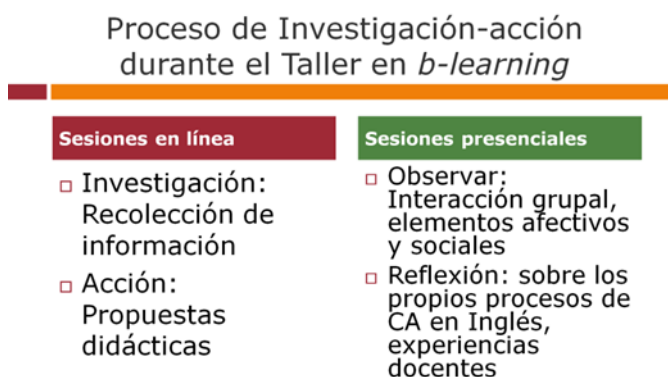 Proceso de Investigación-acción
durante el Taller en b-learning
Sesiones en línea
Investigación:
Recolección de
información
Acción:
Propuestas
didácticas
Sesiones presenciales
Observar:
Interacción grupal,
elementos afectivos
y sociales
Reflexión: sobre los
propios procesos de
CA en Inglés,
experiencias
docentes